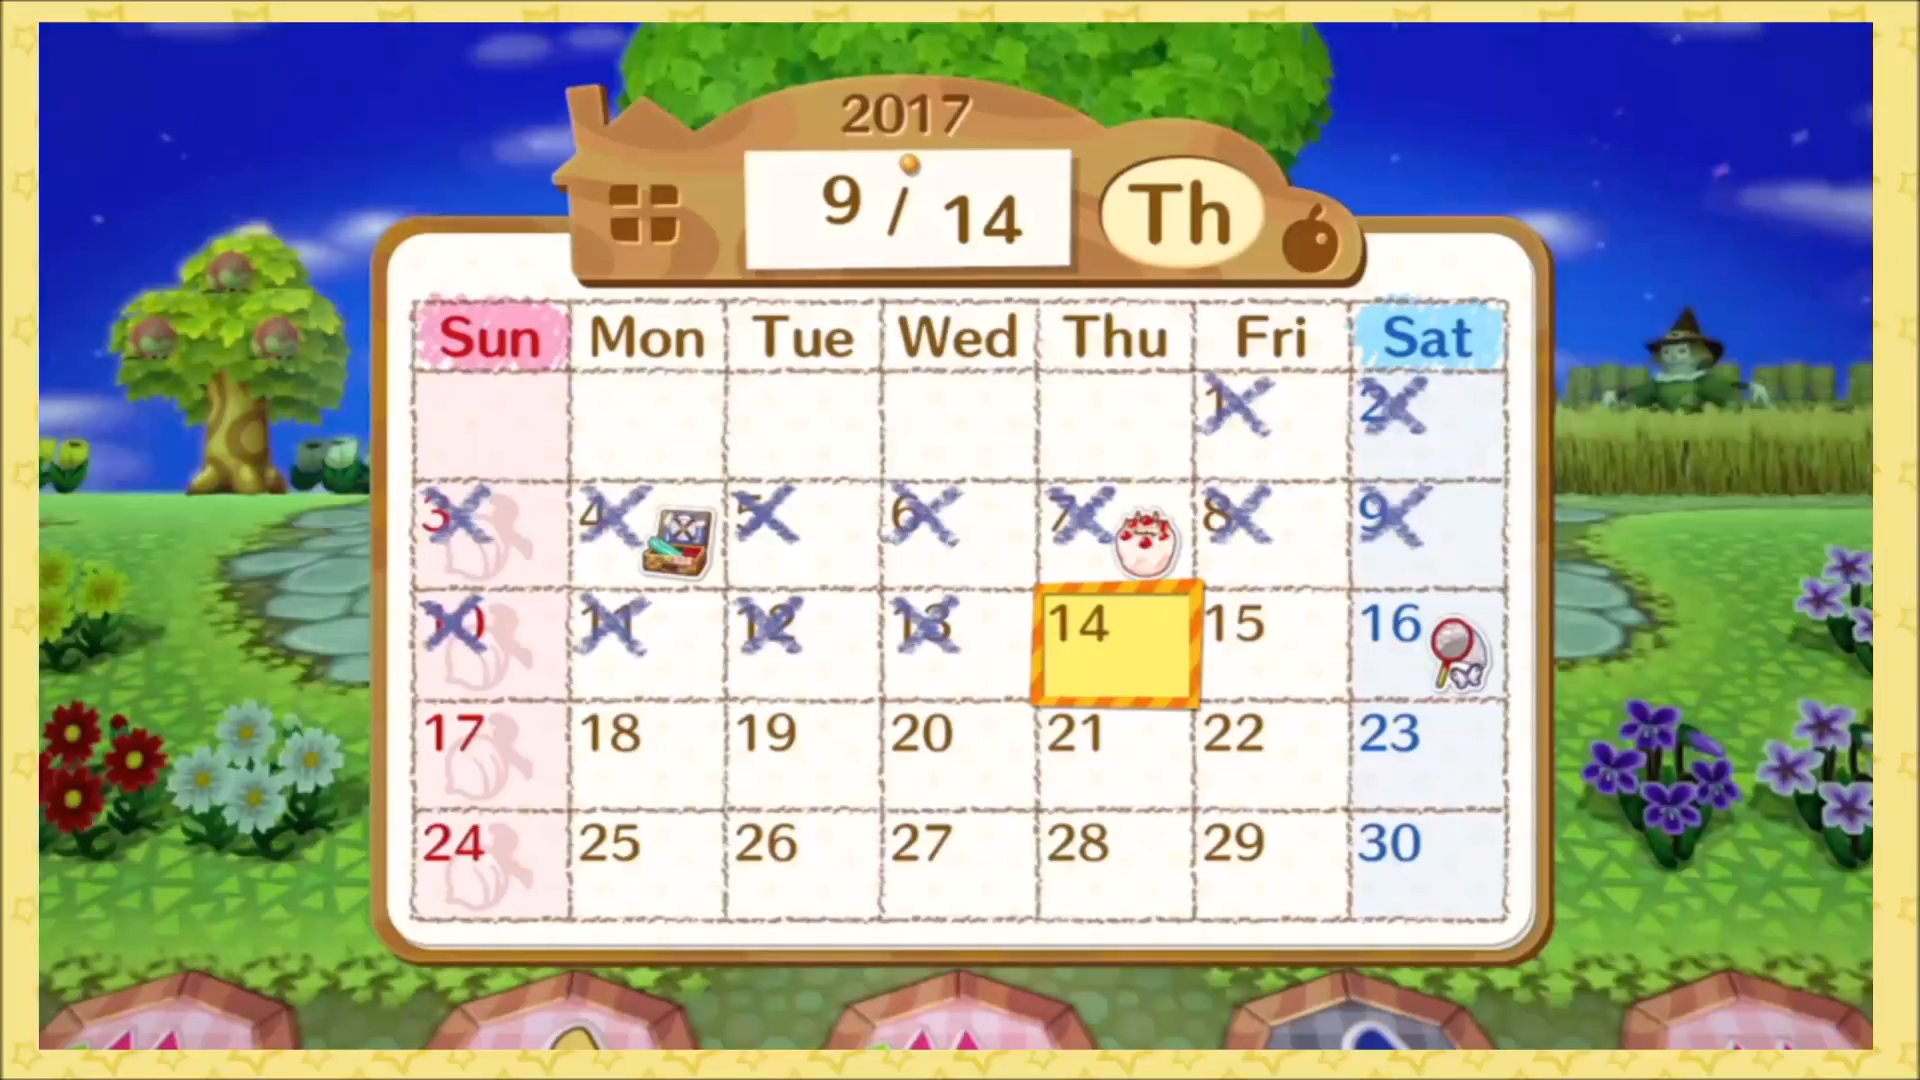 2017
9 / 14 Th
Sun Mon Tue Wed Thu Fri Sat
1 2
3 4 5 6 7 8 9
10 11 12 13 14 15 16
17 18 19 20 21 22 23
24 25 26 27 28 29 30